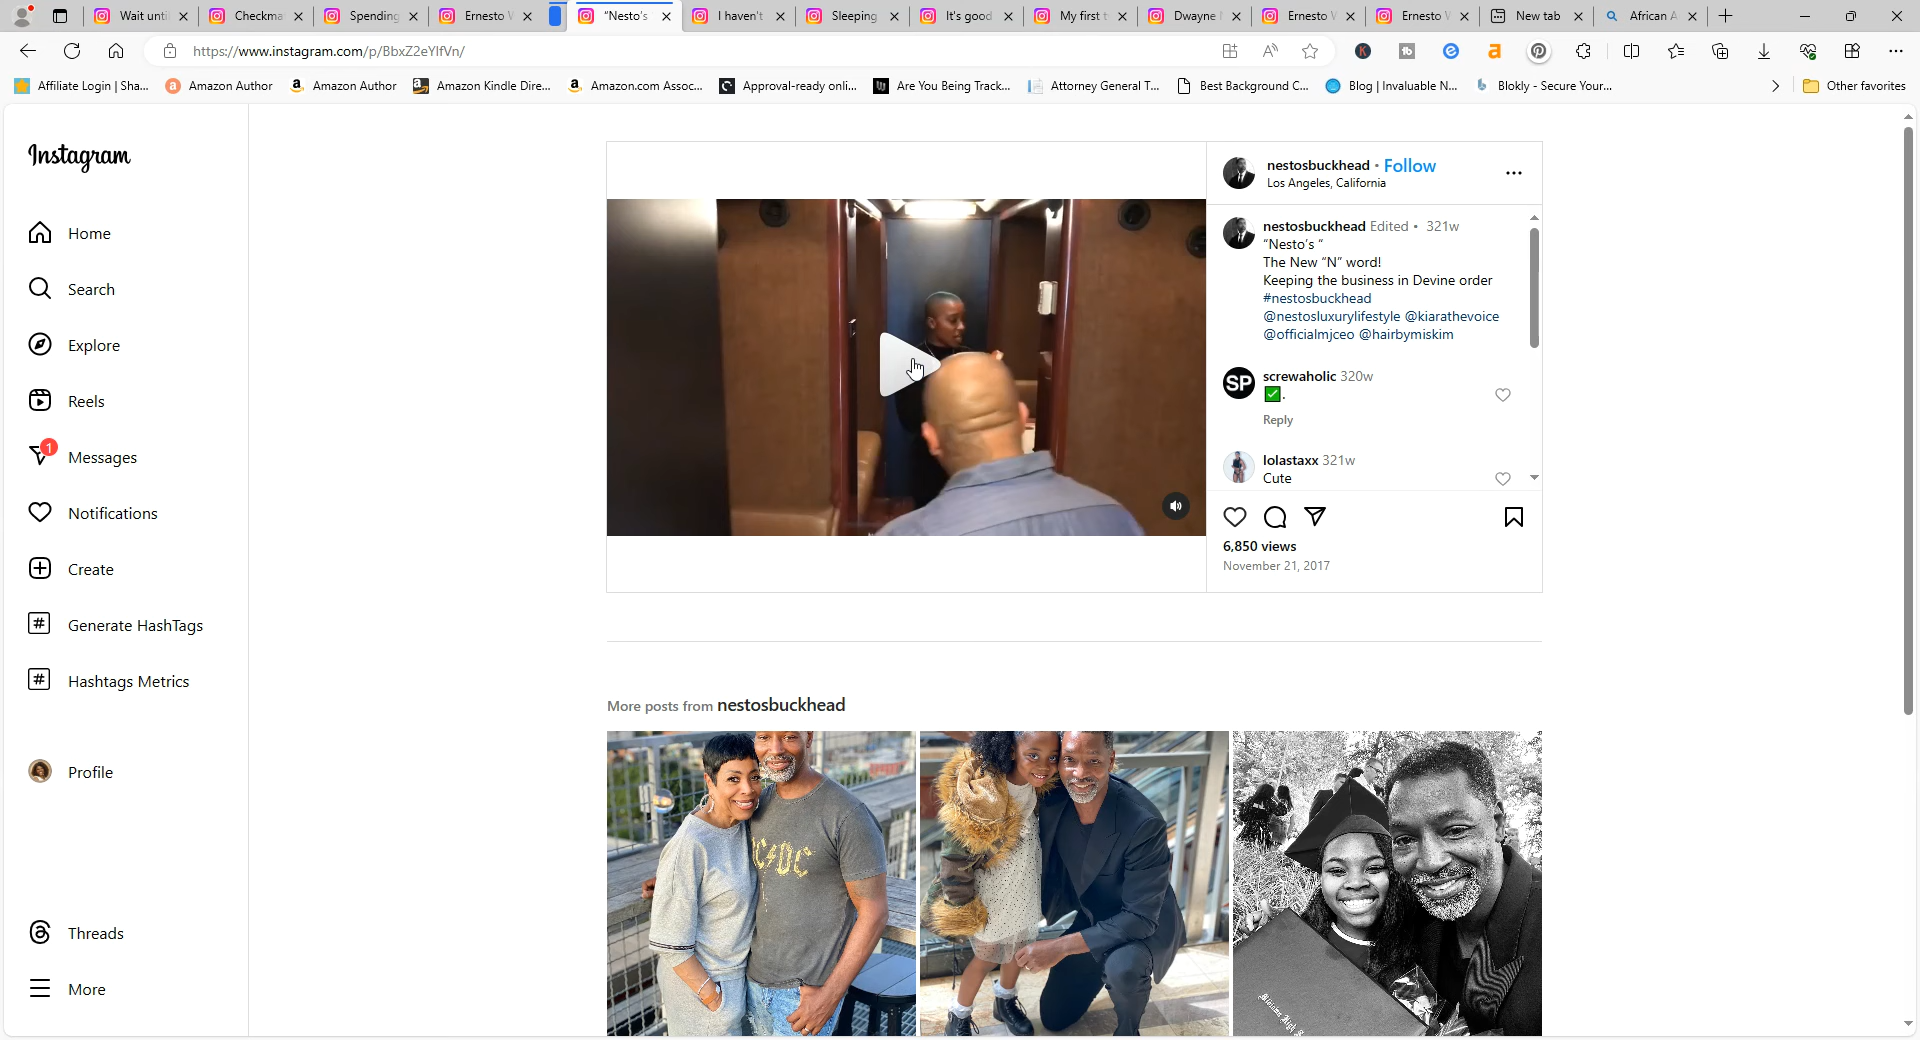 Wait unti
Checkma
Spending
Ernesto V
"Nesto's
I haven't
Sleeping
It's good
My first t
Dwayne
Ernesto V
Ernesto V
New tab
African A
https://www.instagram.com/p/BbxZ2eYlfVn/
Affiliate Login | Sha...
Amazon Author
Amazon Author
Amazon Kindle Dire...
Amazon.com Assoc...
Approval-ready onli...
Are You Being Track...
Attorney General T...
Best Background C...
Blog | Invaluable N...
Blokly - Secure Your...
Other favorites
Instagram
Home
Search
Explore
Reels
1
Messages
Notifications
Create
Generate HashTags
Hashtags Metrics
Profile
Threads
More
nestosbuckhead • Follow
Los Angeles, California
nestosbuckhead Edited • 321w
“Nesto’s “
The New “N” word!
Keeping the business in Devine order
#nestosbuckhead
@nestosluxurylifestyle @kiarathevoice
@officialmjceo @hairbymiskim
SP
screwaholic 320w
✅.
Reply
lolastaxx 321w
Cute
6,850 views
November 21, 2017
More posts from nestosbuckhead